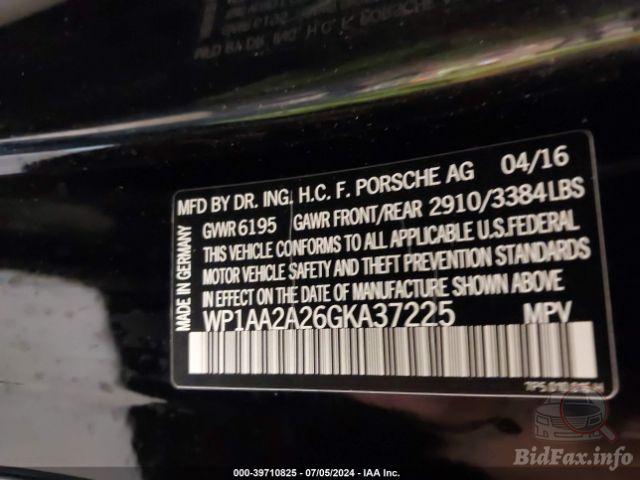 MFD BY DR. ING. H.C. F. PORSCHE AG 04/16
GVWR 6195 GAWR FRONT/REAR 2910/3384 LBS
THIS VEHICLE CONFORMS TO ALL APPLICABLE U.S.FEDERAL
MOTOR VEHICLE SAFETY AND THEFT PREVENTION STANDARDS
IN EFFECT ON THE DATE OF MANUFACTURE SHOWN ABOVE
WP1AA2A26GKA37225 MPV
MADE IN GERMANY
BidFax.info
000-39710825 - 07/05/2024 - IAA Inc.